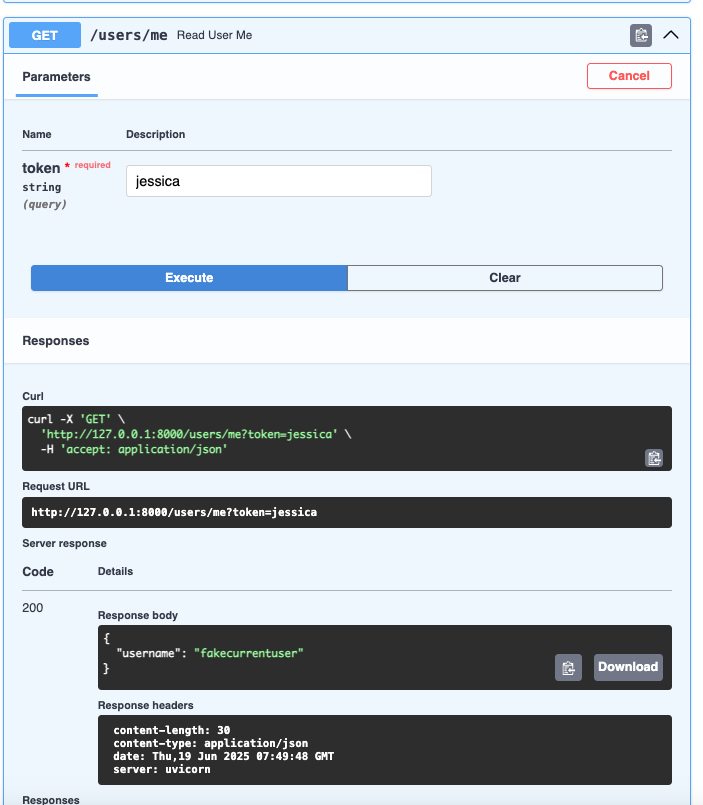 GET /users/me Read User Me
Parameters
Cancel
Name Description
token * required
string
(query)
jessica
Execute Clear
Responses
Curl
curl -X 'GET' \
  'http://127.0.0.1:8000/users/me?token=jessica' \
  -H 'accept: application/json'
Request URL
http://127.0.0.1:8000/users/me?token=jessica
Server response
Code Details
200
Response body
{
  "username": "fakecurrentuser"
}
Download
Response headers
content-length: 30
content-type: application/json
date: Thu,19 Jun 2025 07:49:48 GMT
server: uvicorn
Responses